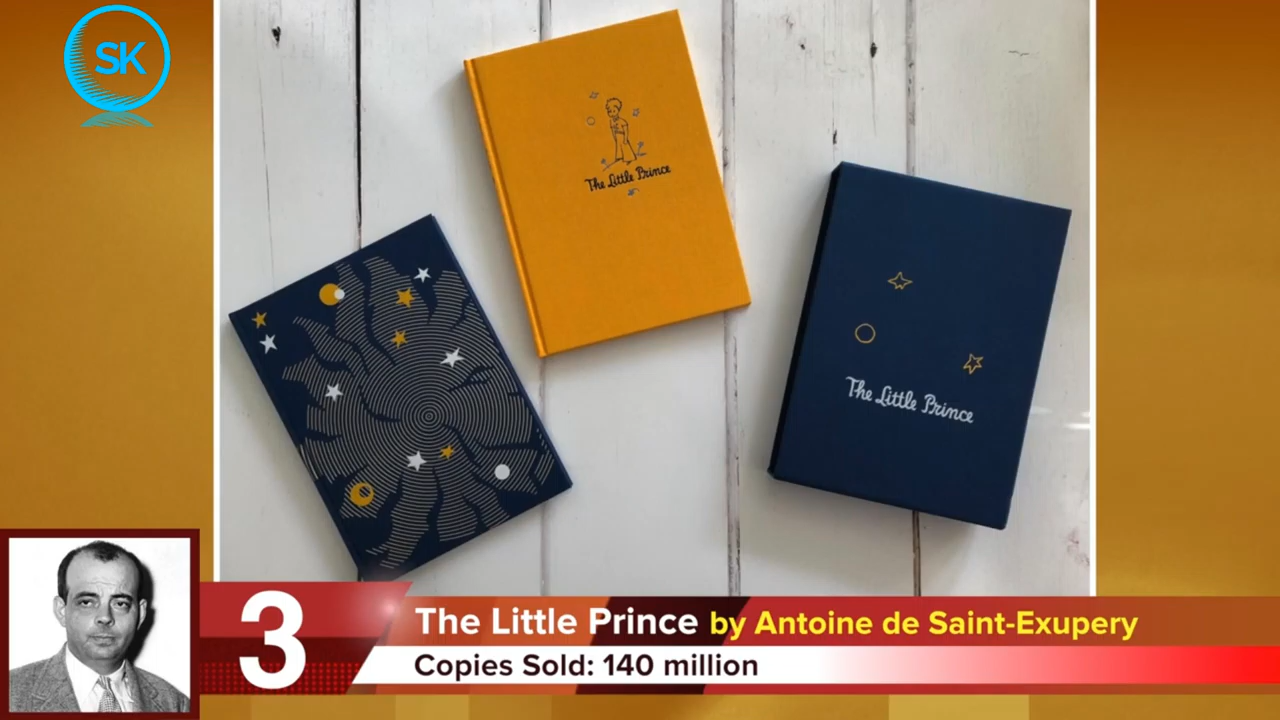 SK
The Little Prince
The Little Prince
3
The Little Prince by Antoine de Saint-Exupery
Copies Sold: 140 million